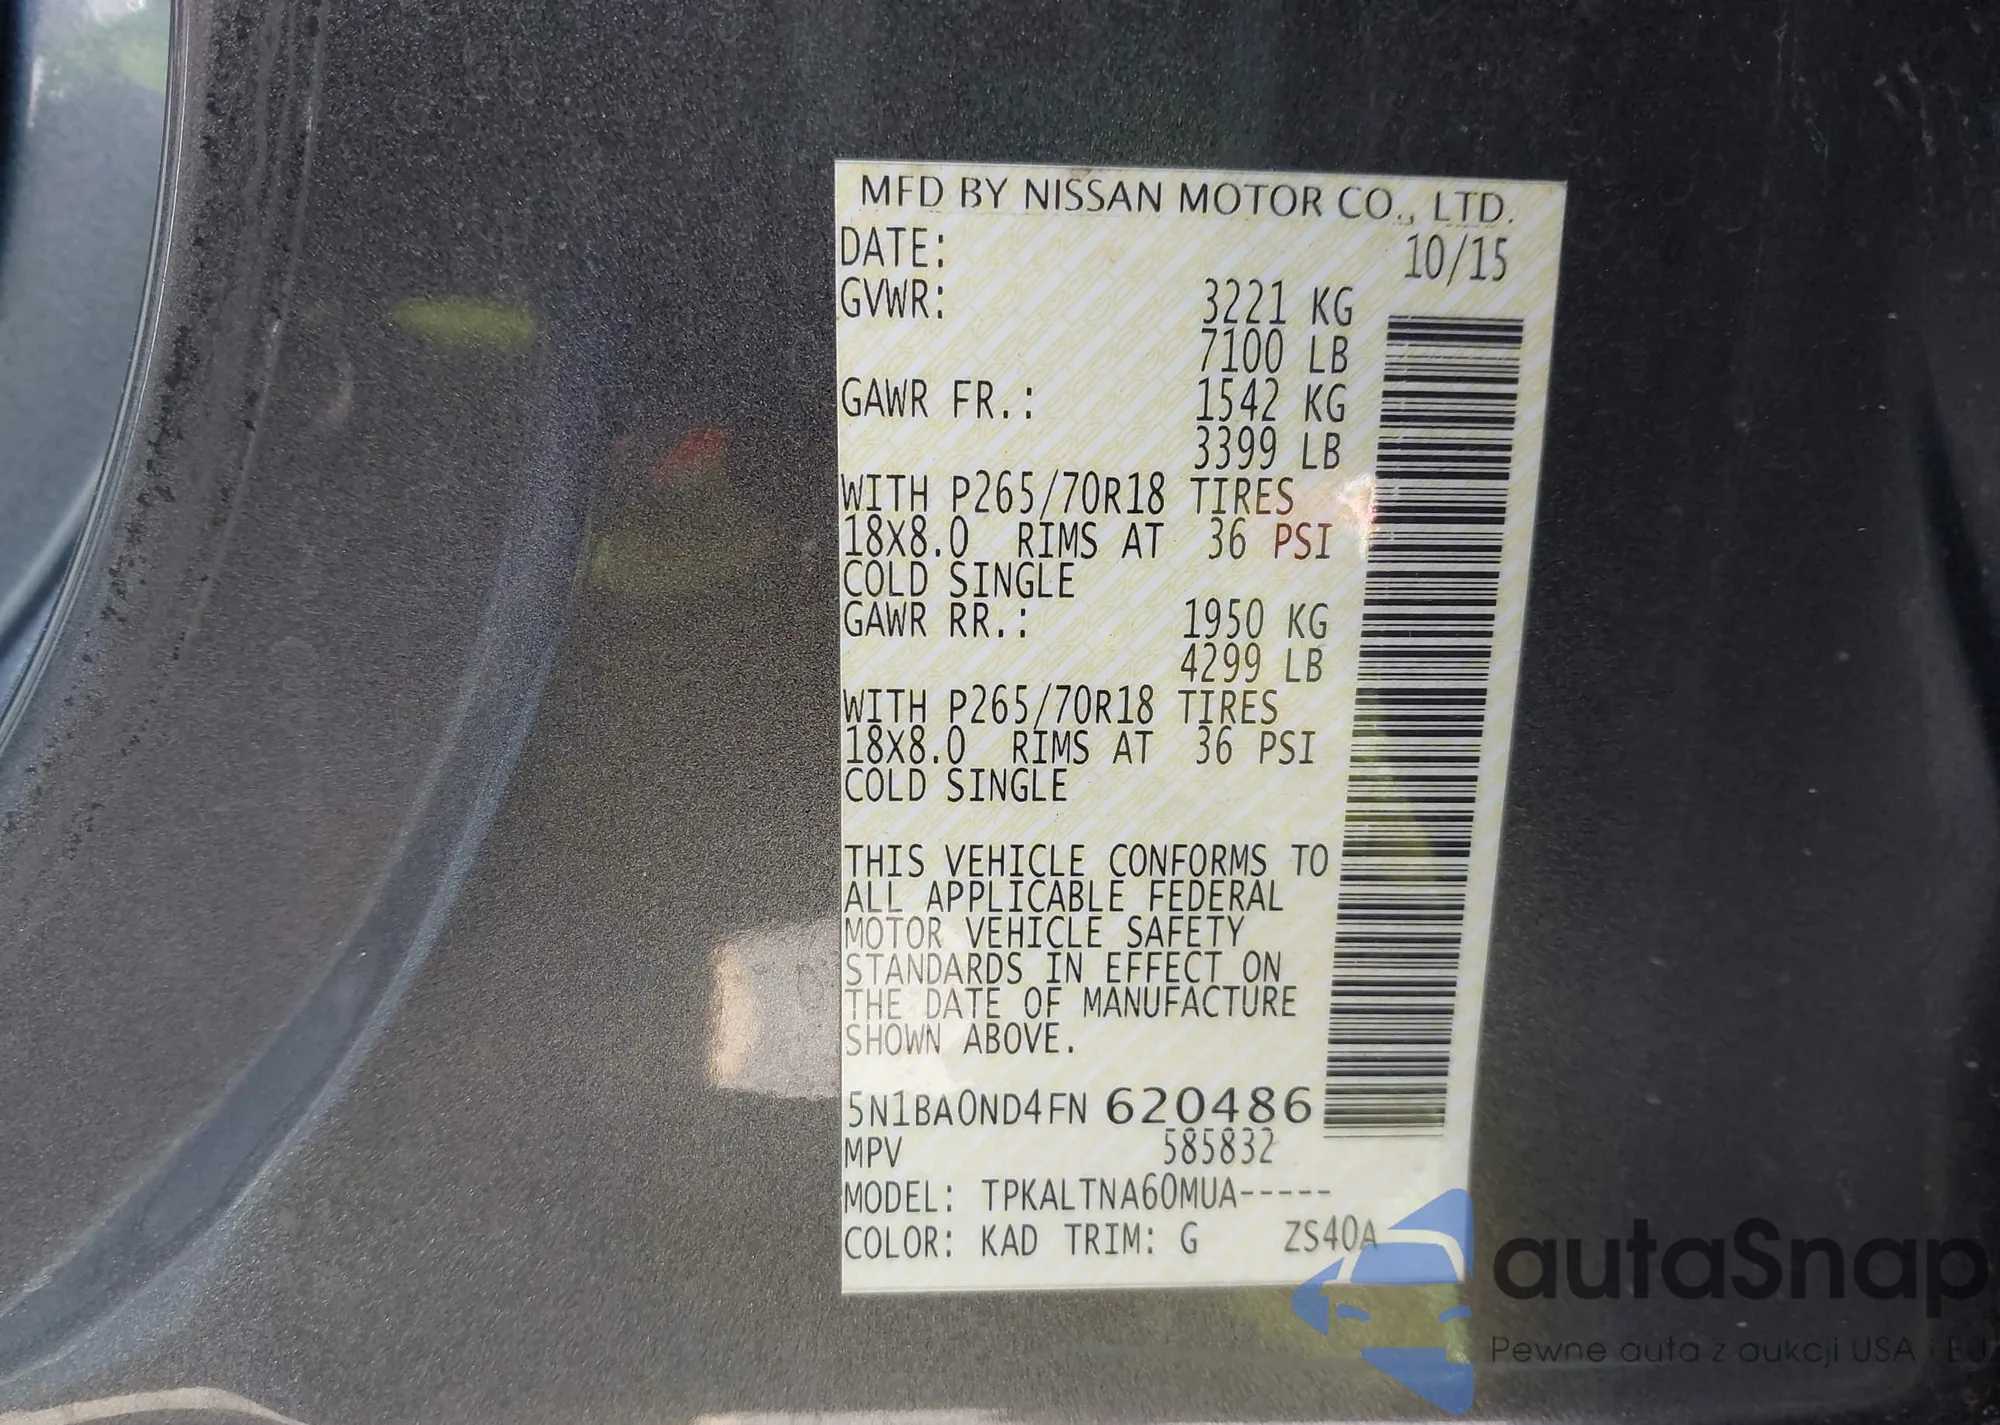 MFD BY NISSAN MOTOR CO., LTD.
DATE: 10/15
GVWR: 3221 KG
7100 LB
GAWR FR.: 1542 KG
3399 LB
WITH P265/70R18 TIRES
18X8.0 RIMS AT 36 PSI
COLD SINGLE
GAWR RR.: 1950 KG
4299 LB
WITH P265/70R18 TIRES
18X8.0 RIMS AT 36 PSI
COLD SINGLE
THIS VEHICLE CONFORMS TO
ALL APPLICABLE FEDERAL
MOTOR VEHICLE SAFETY
STANDARDS IN EFFECT ON
THE DATE OF MANUFACTURE
SHOWN ABOVE.
5N1BA0ND4FN 620486
MPV 585832
MODEL: TPKALTNA60MUA-----
COLOR: KAD TRIM: G ZS40A
autaSnap
Pewne auta z aukcji USA i EU